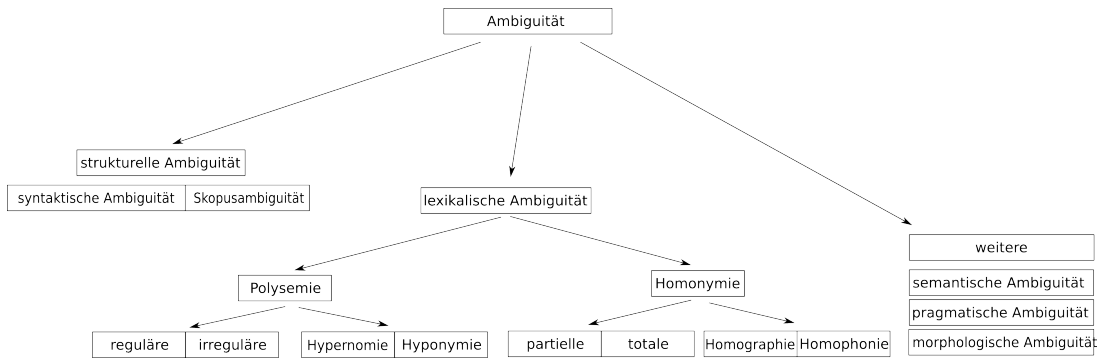 Ambiguität
strukturelle Ambiguität
syntaktische Ambiguität Skopusambiguität
lexikalische Ambiguität
weitere
Polysemie
Homonymie
semantische Ambiguität
pragmatische Ambiguität
reguläre irreguläre
Hypernomie Hyponymie
partielle totale
Homographie Homophonie
morphologische Ambiguität